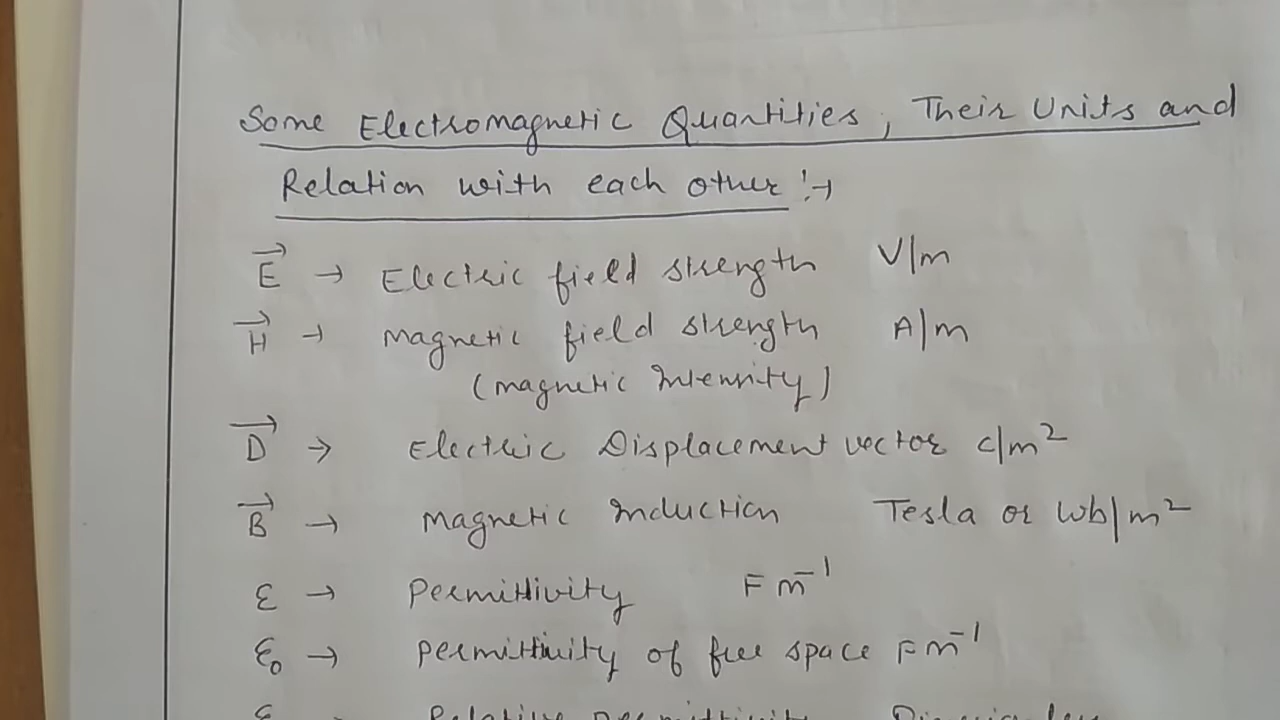 Some Electromagnetic Quantities, Their Units and
Relation with each other :→
E⃗ → Electric field strength V/m
H⃗ → Magnetic field strength A/m
(magnetic Intensity)
D⃗ → Electric Displacement vector c/m²
B⃗ → Magnetic Induction Tesla or wb/m²
ε → Permittivity Fm⁻¹
ε₀ → permittivity of free space Fm⁻¹
Relative permittivity